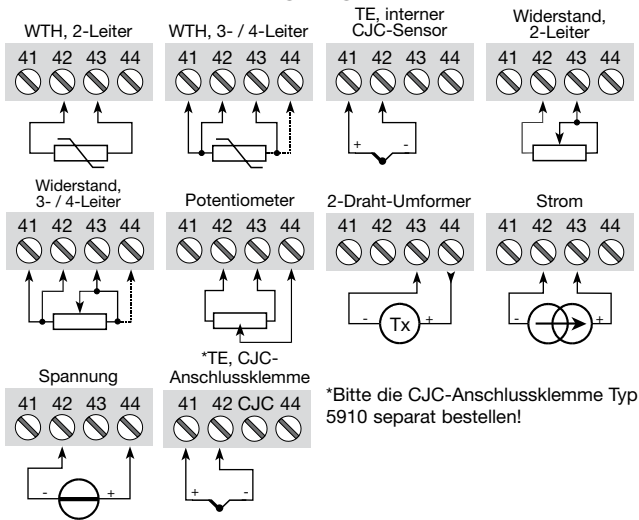 WTH, 2-Leiter
41 42 43 44
WTH, 3- / 4-Leiter
41 42 43 44
TE, interner
CJC-Sensor
41 42 43 44
+ -
Widerstand,
2-Leiter
41 42 43 44
Widerstand,
3- / 4-Leiter
41 42 43 44
Potentiometer
41 42 43 44
2-Draht-Umformer
41 42 43 44
- Tx +
Strom
41 42 43 44
- +
Spannung
41 42 43 44
- +
*TE, CJC-
Anschlussklemme
41 42 CJC 44
+ -
*Bitte die CJC-Anschlussklemme Typ
5910 separat bestellen!